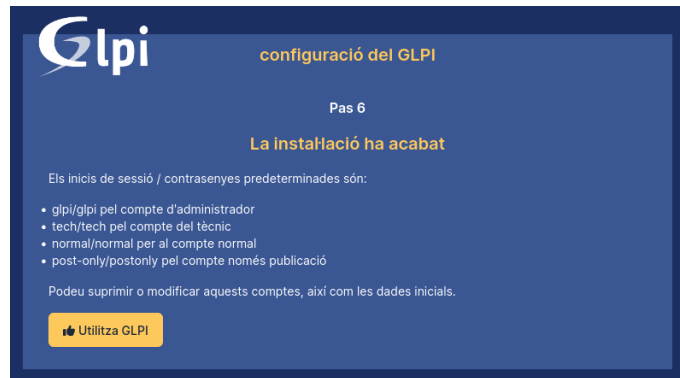 Glpi
configuració del GLPI
Pas 6
La instal·lació ha acabat
Els inicis de sessió / contrasenyes predeterminades són:
• glpi/glpi pel compte d'administrador
• tech/tech pel compte del tècnic
• normal/normal per al compte normal
• post-only/postonly pel compte només publicació
Podeu suprimir o modificar aquests comptes, així com les dades inicials.
Utilitza GLPI